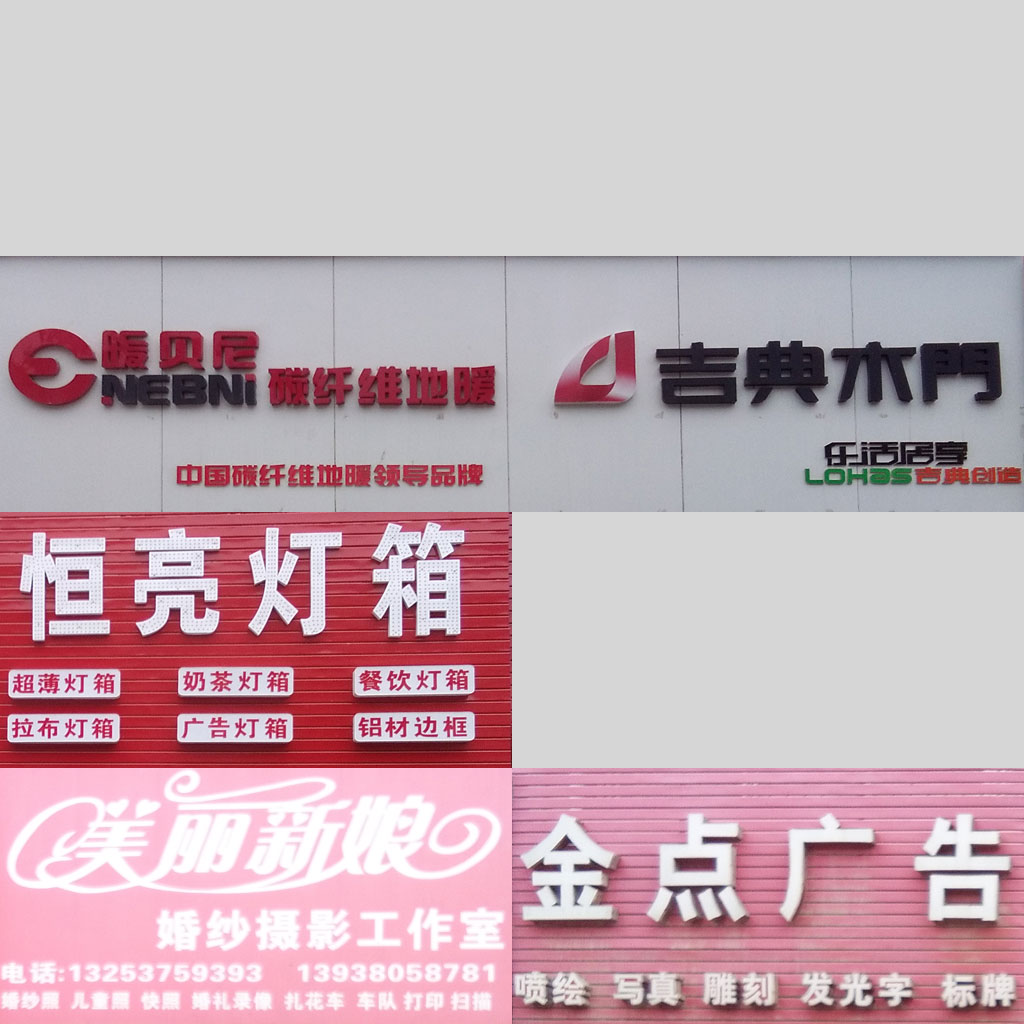 暖贝尼
NEBNi 碳纤维地暖
中国碳纤维地暖领导品牌
吉典木門
乐活居享
LOHas吉典创造
恒亮灯箱
超薄灯箱 奶茶灯箱 餐饮灯箱
拉布灯箱 广告灯箱 铝材边框
美丽新娘
婚纱摄影工作室
电话:13253759393 13938058781
婚纱照 儿童照 快照 婚礼录像 扎花车 车队 打印 扫描
金点广告
喷绘 写真 雕刻 发光字 标牌